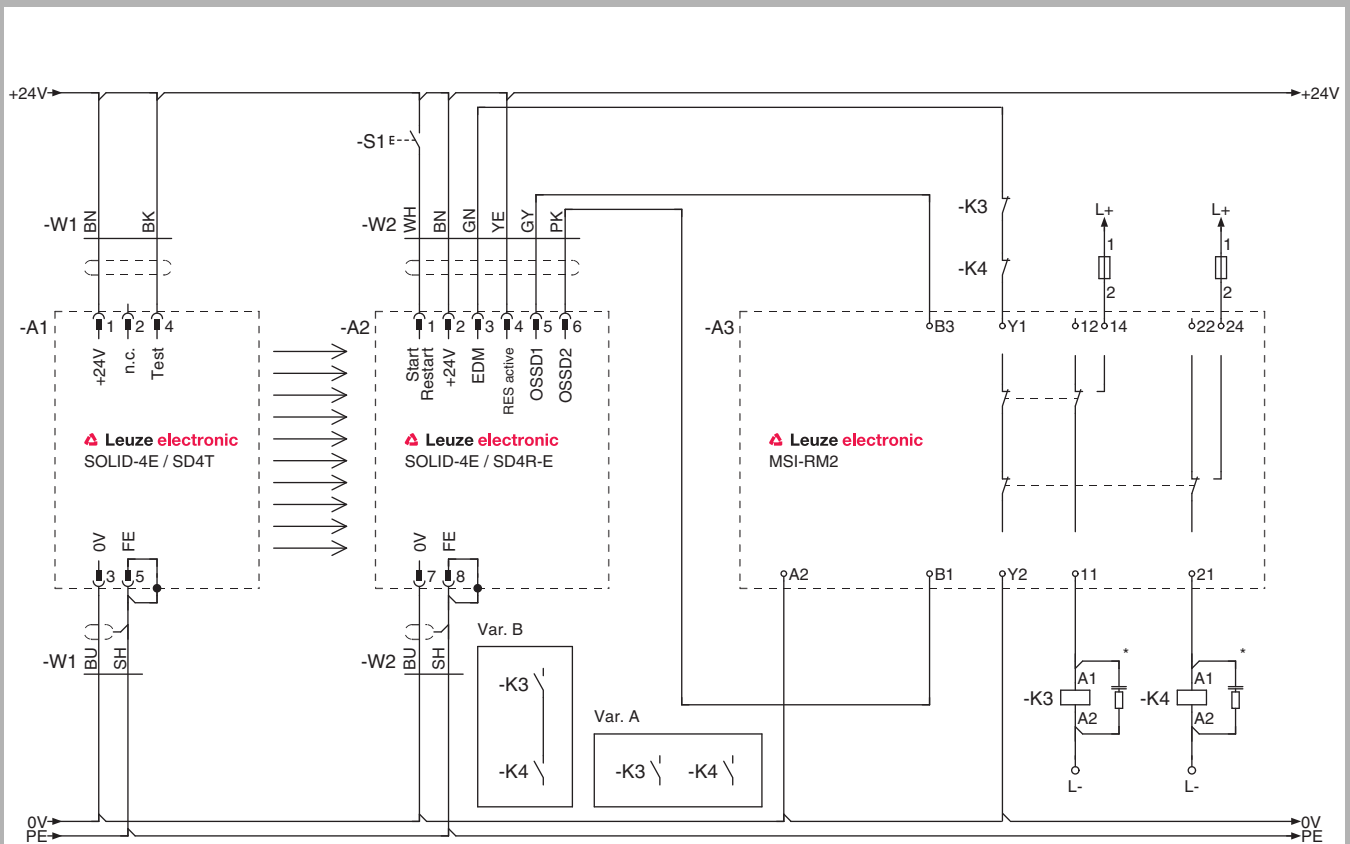 +24V
+24V
-S1
-W1
BN
BK
-W2
WH
BN
GN
YE
GY
PK
-K3
-K4
L+
1
2
L+
1
2
-A1
1
2
4
+24V
n.c.
Test
-A2
1
2
3
4
5
6
Start
Restart
+24V
EDM
RES active
OSSD1
OSSD2
-A3
B3
Y1
12
14
22
24
Leuze electronic
SOLID-4E / SD4T
Leuze electronic
SOLID-4E / SD4R-E
Leuze electronic
MSI-RM2
0V
FE
3
5
0V
FE
7
8
A2
B1
Y2
11
21
-W1
BU
SH
-W2
BU
SH
Var. B
-K3
-K4
Var. A
-K3
-K4
*
-K3
A1
A2
L-
*
-K4
A1
A2
L-
0V
PE
0V
PE